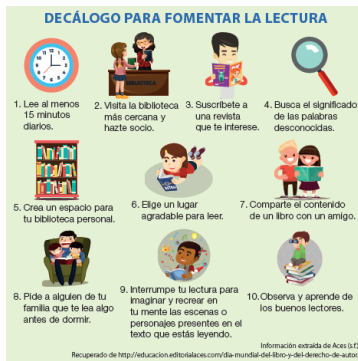 DECÁLOGO PARA FOMENTAR LA LECTURA
BIBLIOTECA
1. Lee al menos
15 minutos
diarios.
2. Visita la biblioteca
más cercana y
hazte socio.
3. Suscríbete a
una revista
que te interese.
4. Busca el significado
de las palabras
desconocidas.
5. Crea un espacio para
tu biblioteca personal.
6. Elige un lugar
agradable para leer.
7. Comparte el contenido
de un libro con un amigo.
8. Pide a alguien de tu
familia que te lea algo
antes de dormir.
9. Interrumpe tu lectura para
imaginar y recrear en
tu mente las escenas o
personajes presentes en el
texto que estás leyendo.
10. Observa y aprende de
los buenos lectores.
Información extraída de Aces (s.f.)
Recuperado de http://educacion.editorialaces.com/dia-mundial-del-libro-y-del-derecho-de-autor.